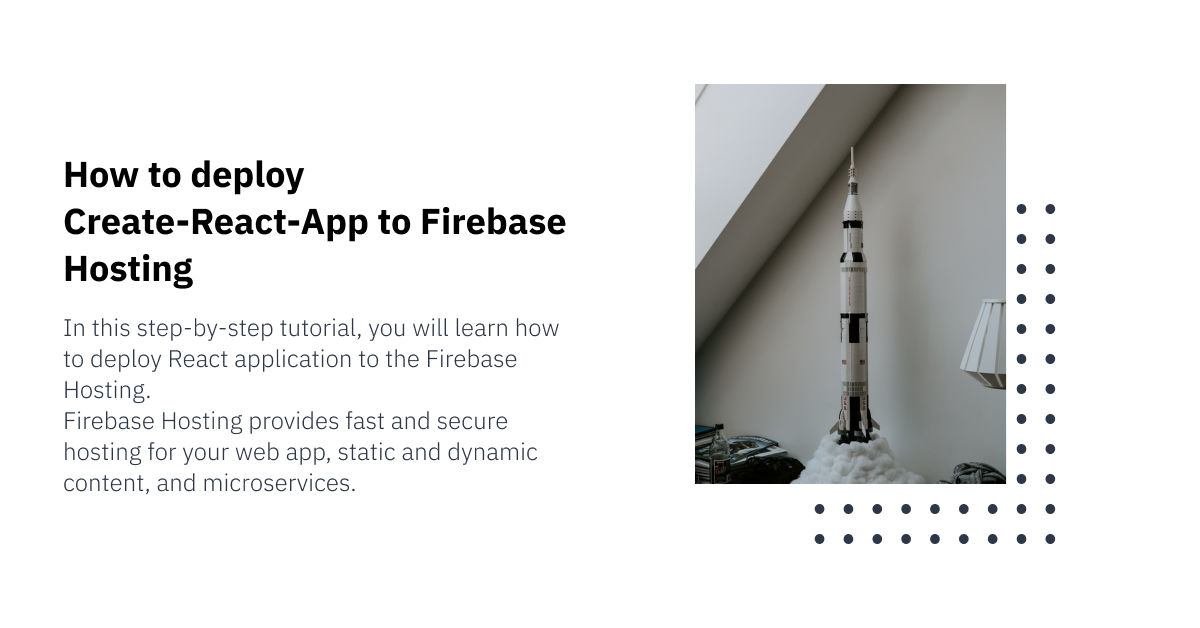 How to deploy
Create-React-App to Firebase
Hosting
In this step-by-step tutorial, you will learn how
to deploy React application to the Firebase
Hosting.
Firebase Hosting provides fast and secure
hosting for your web app, static and dynamic
content, and microservices.